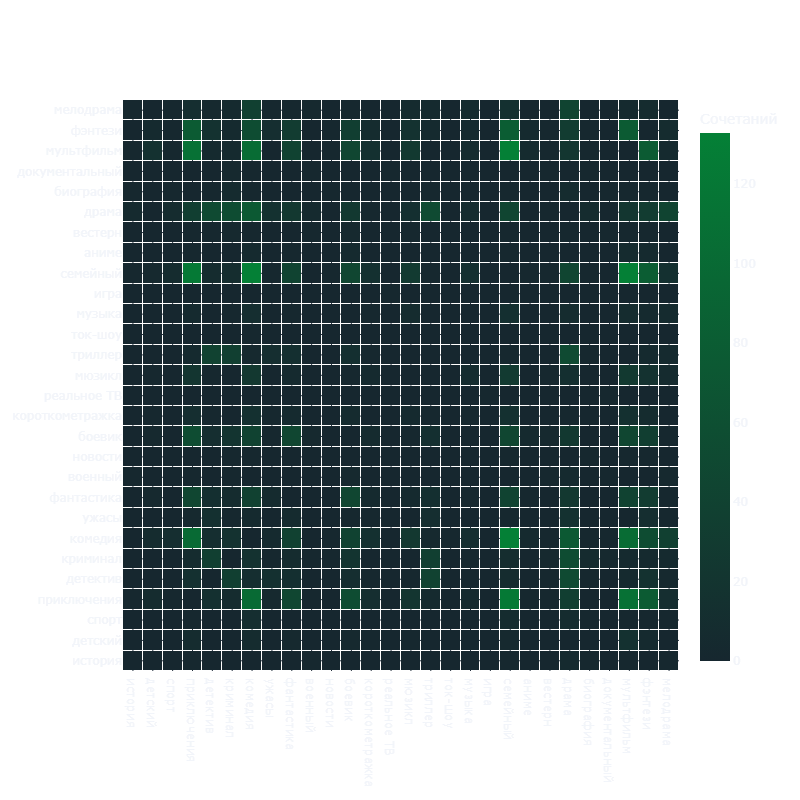 Сочетаний
мелодрама
фэнтези
мультфильм
документальный
биография
драма
вестерн
аниме
семейный
игра
музыка
ток-шоу
триллер
мюзикл
реальное ТВ
короткометражка
боевик
новости
военный
фантастика
ужасы
комедия
криминал
детектив
приключения
спорт
детский
история
120
100
80
60
40
20
0
история
детский
спорт
приключения
детектив
криминал
комедия
ужасы
фантастика
военный
новости
боевик
короткометражка
реальное ТВ
мюзикл
триллер
ток-шоу
музыка
игра
семейный
аниме
вестерн
драма
биография
документальный
мультфильм
фэнтези
мелодрама